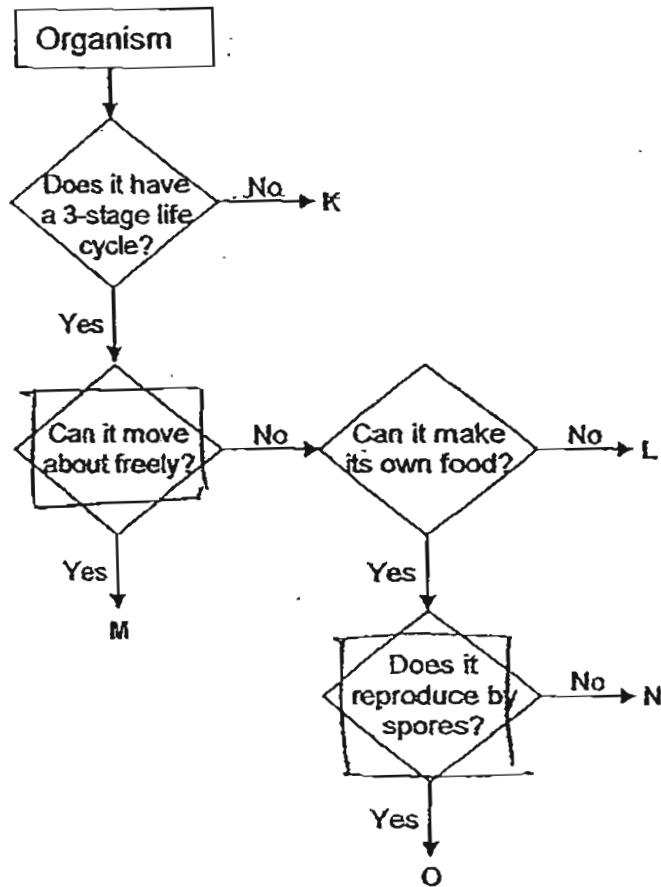 Organism
Does it have
a 3-stage life
cycle?
No
K
Yes
Can it move
about freely?
No
Can it make
its own food?
No
L
Yes
M
Yes
Does it
reproduce by
spores?
No
N
Yes
O